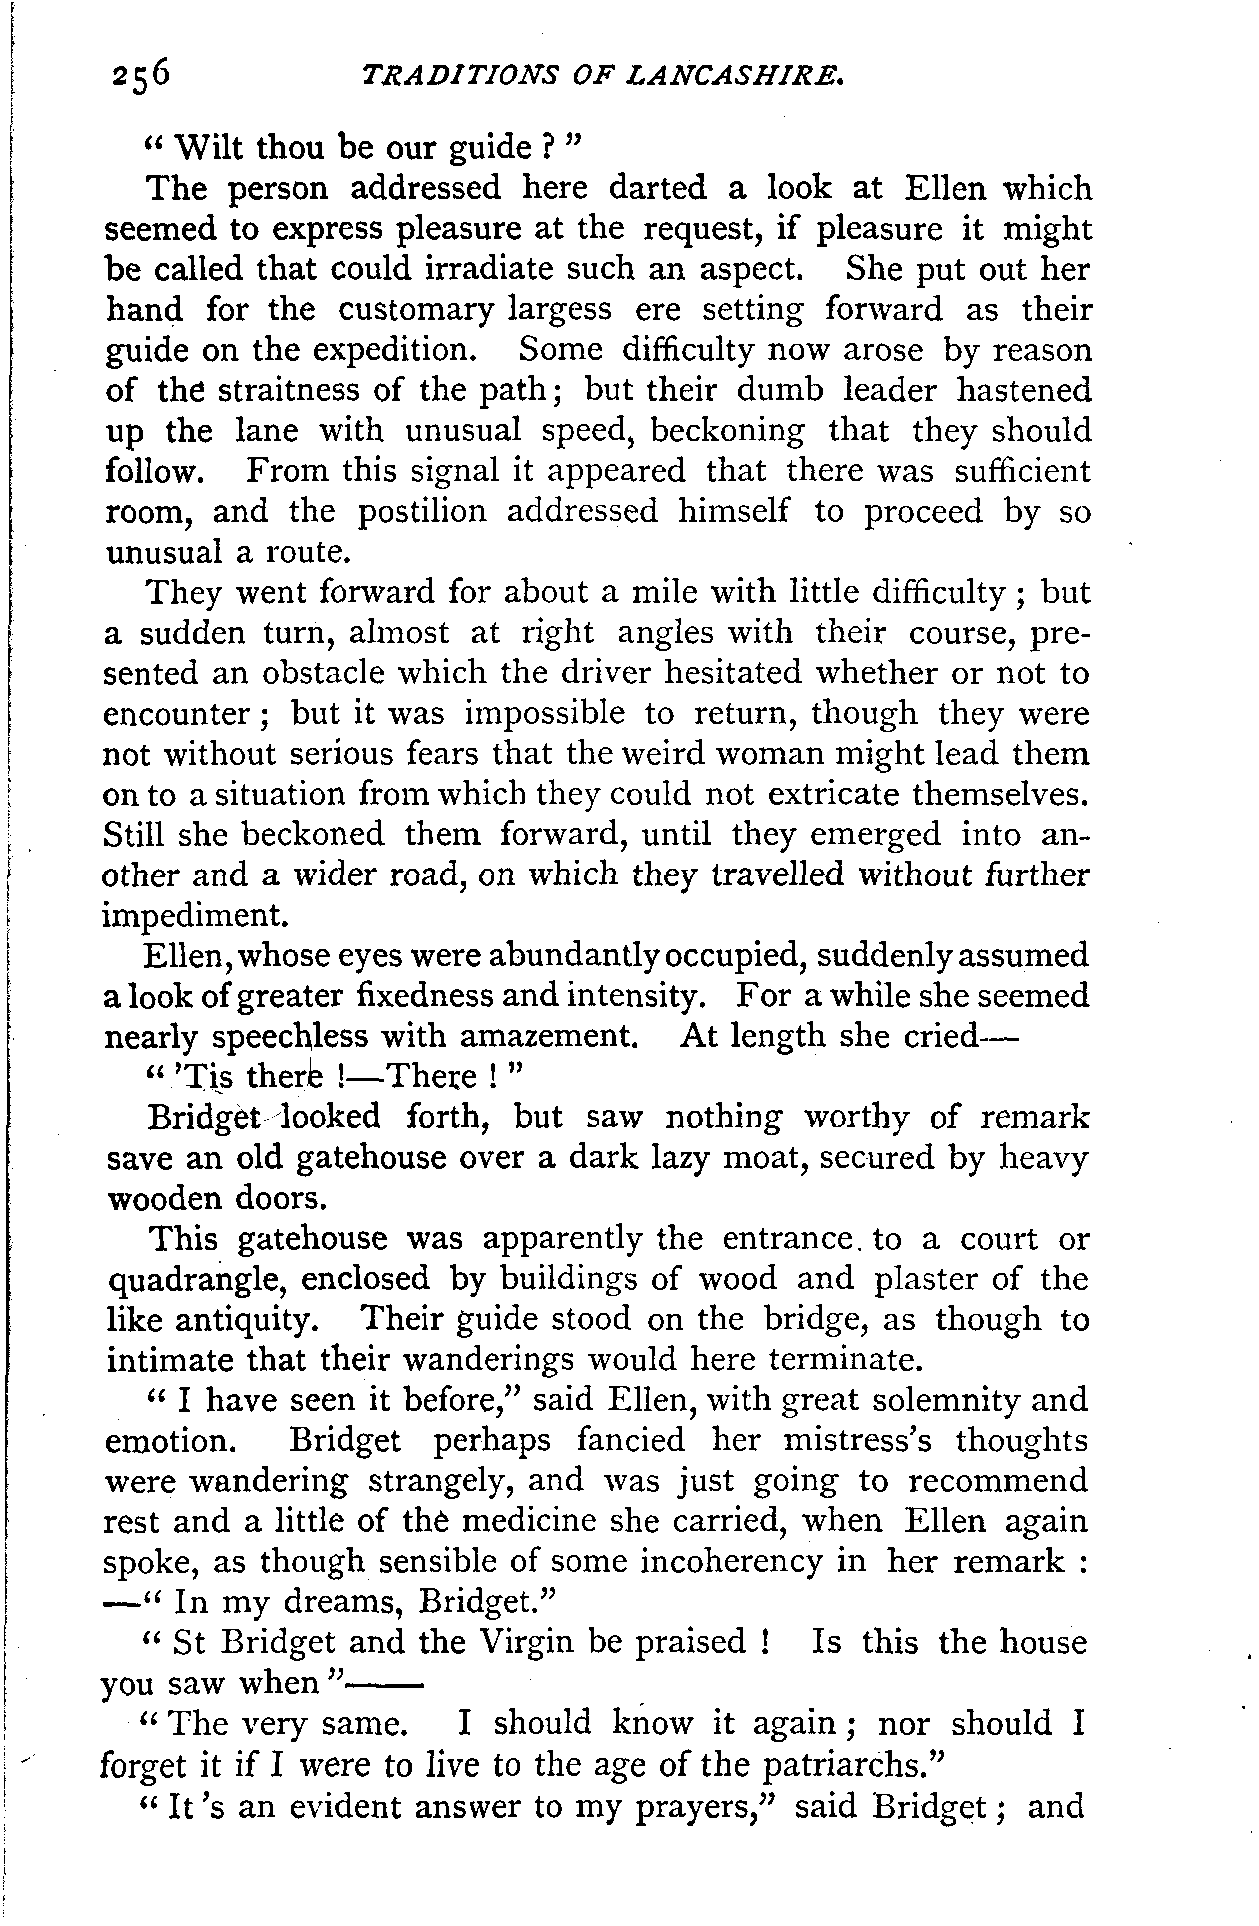 256 TRADITIONS OF LANCASHIRE.
“ Wilt thou be our guide ? ”
The person addressed here darted a look at Ellen which
seemed to express pleasure at the request, if pleasure it might
be called that could irradiate such an aspect. She put out her
hand for the customary largess ere setting forward as their
guide on the expedition. Some difficulty now arose by reason
of the straitness of the path; but their dumb leader hastened
up the lane with unusual speed, beckoning that they should
follow. From this signal it appeared that there was sufficient
room, and the postilion addressed himself to proceed by so
unusual a route.
They went forward for about a mile with little difficulty ; but
a sudden turn, almost at right angles with their course, pre-
sented an obstacle which the driver hesitated whether or not to
encounter ; but it was impossible to return, though they were
not without serious fears that the weird woman might lead them
on to a situation from which they could not extricate themselves.
Still she beckoned them forward, until they emerged into an-
other and a wider road, on which they travelled without further
impediment.
Ellen, whose eyes were abundantly occupied, suddenly assumed
a look of greater fixedness and intensity. For a while she seemed
nearly speechless with amazement. At length she cried—
“ ’Tis there !—There ! ”
Bridget looked forth, but saw nothing worthy of remark
save an old gatehouse over a dark lazy moat, secured by heavy
wooden doors.
This gatehouse was apparently the entrance to a court or
quadrangle, enclosed by buildings of wood and plaster of the
like antiquity. Their guide stood on the bridge, as though to
intimate that their wanderings would here terminate.
“ I have seen it before,” said Ellen, with great solemnity and
emotion. Bridget perhaps fancied her mistress’s thoughts
were wandering strangely, and was just going to recommend
rest and a little of the medicine she carried, when Ellen again
spoke, as though sensible of some incoherency in her remark :
—“ In my dreams, Bridget.”
“ St Bridget and the Virgin be praised ! Is this the house
you saw when ”——
“ The very same. I should know it again ; nor should I
forget it if I were to live to the age of the patriarchs.”
“ It ’s an evident answer to my prayers,” said Bridget ; and